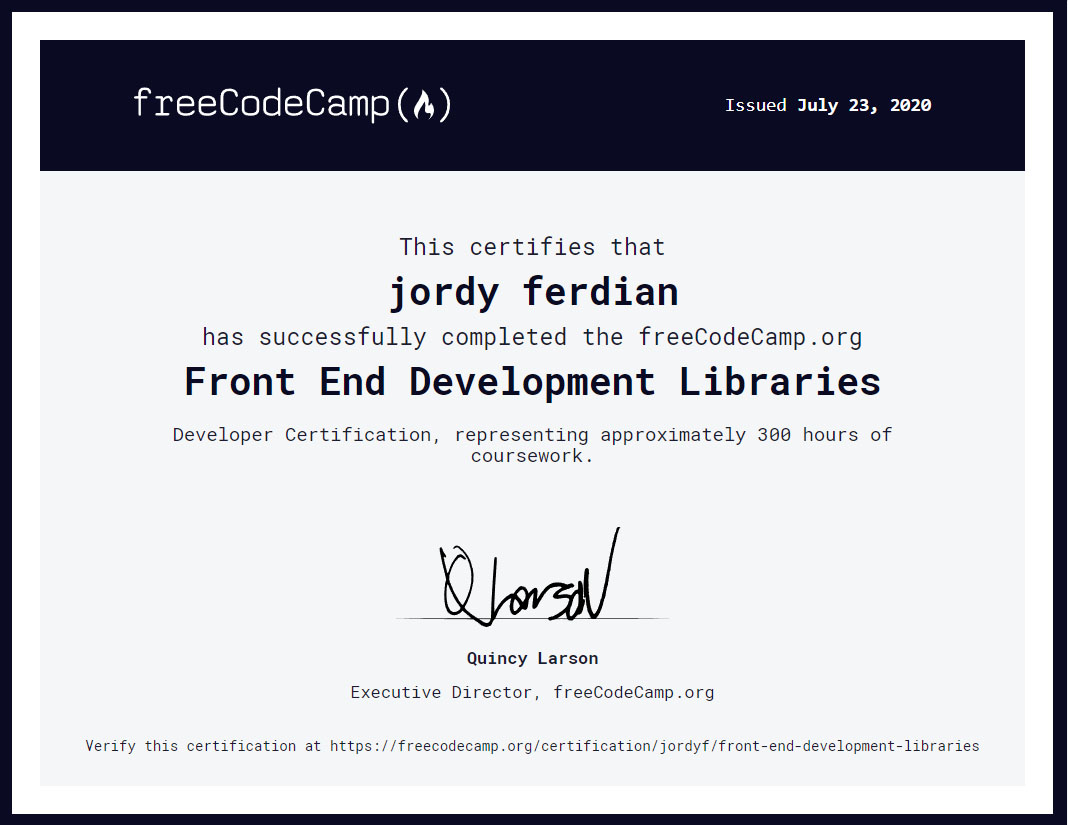 freeCodeCamp
Issued July 23, 2020
This certifies that
jordy ferdian
has successfully completed the freeCodeCamp.org
Front End Development Libraries
Developer Certification, representing approximately 300 hours of
coursework.
Q Larson
Quincy Larson
Executive Director, freeCodeCamp.org
Verify this certification at https://freecodecamp.org/certification/jordyf/front-end-development-libraries